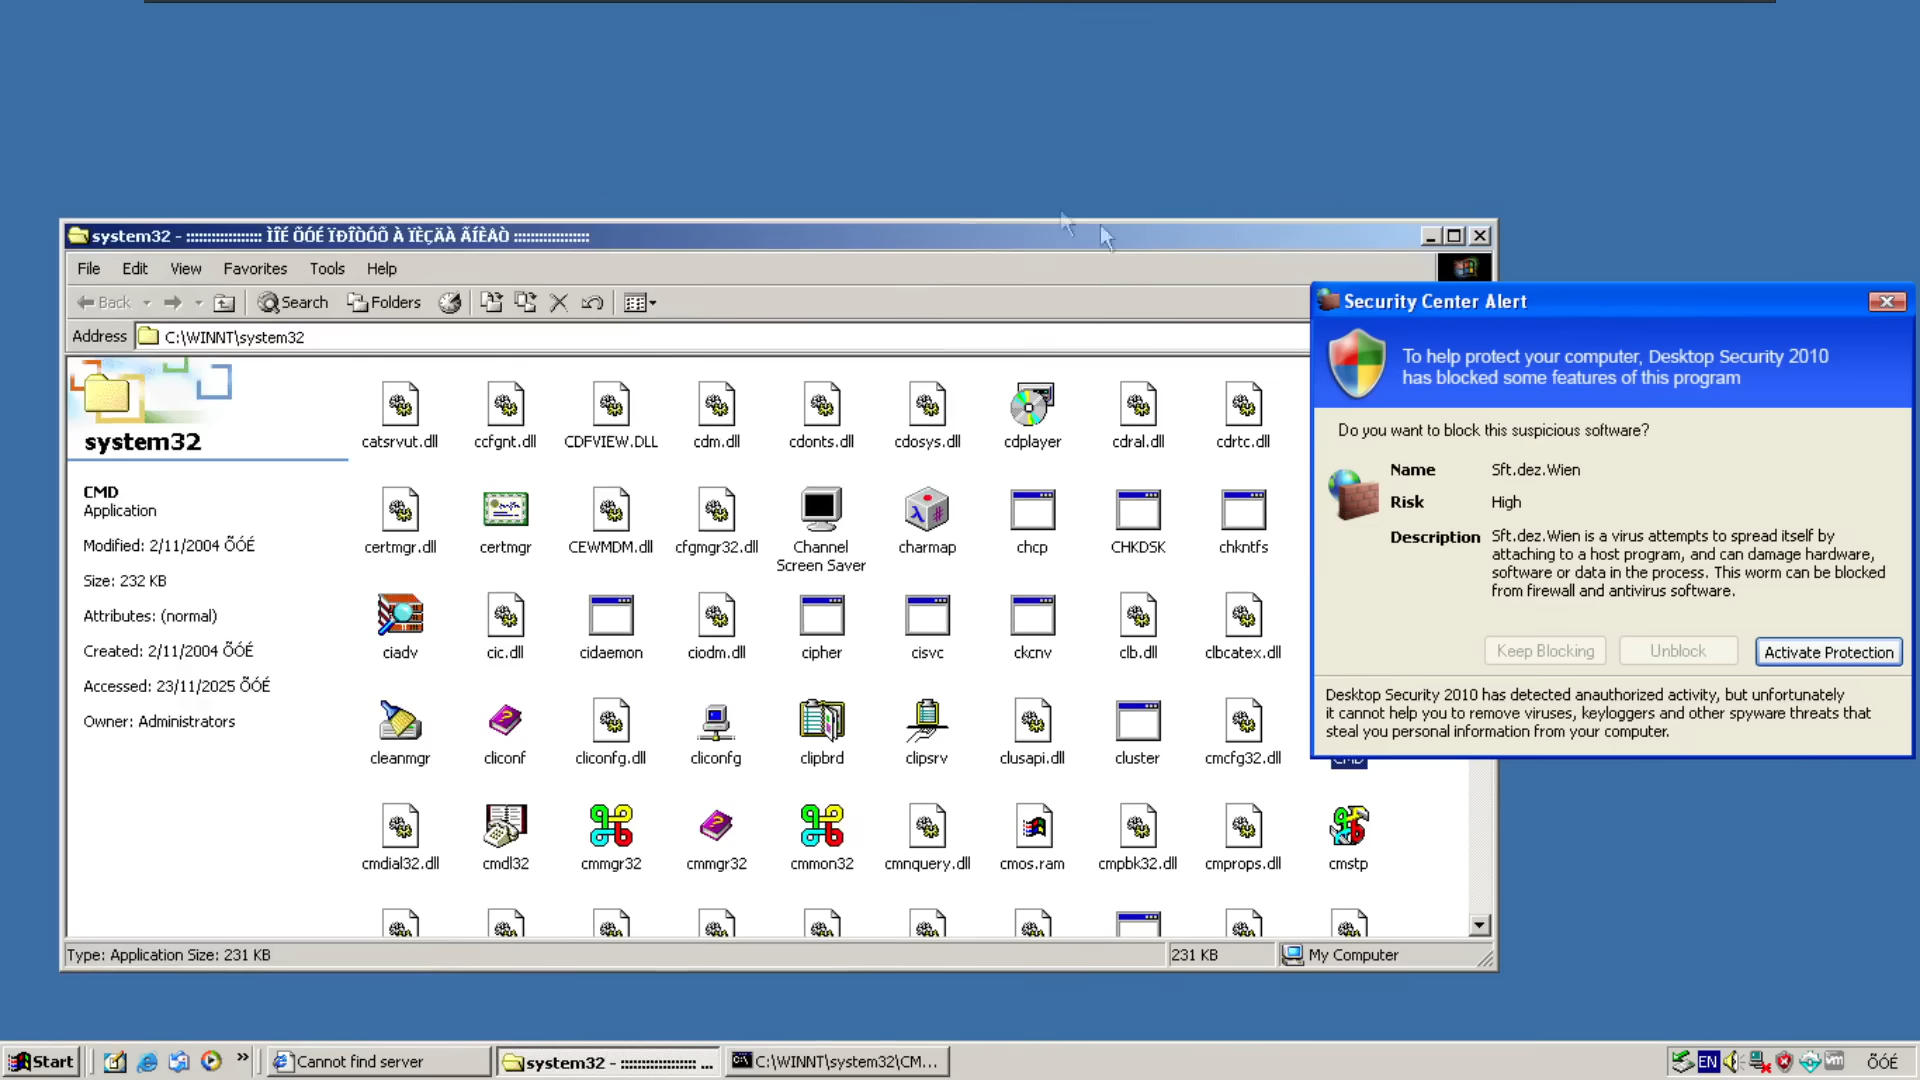 system32 - :::::::::::::::::: ÌÎÉ ÕÓÉ ÏÐÎÒÓÕ À ÏÈÇÄÀ ÃÍÈÀÒ ::::::::::::::::::
File Edit View Favorites Tools Help
Back Search Folders
Address C:\WINNT\system32
system32
CMD
Application
Modified: 2/11/2004 ÕÓÉ
Size: 232 KB
Attributes: (normal)
Created: 2/11/2004 ÕÓÉ
Accessed: 23/11/2025 ÕÓÉ
Owner: Administrators
catsrvut.dll ccfgnt.dll CDFVIEW.DLL cdm.dll cdonts.dll cdosys.dll cdplayer cdral.dll cdrtc.dll
certmgr.dll certmgr CEWMDM.dll cfgmgr32.dll Channel Screen Saver charmap chcp CHKDSK chkntfs
ciadv cic.dll cidaemon ciodm.dll cipher cisvc ckcnv clb.dll clbcatex.dll
cleanmgr cliconf cliconfg.dll cliconfg clipbrd clipsrv clusapi.dll cluster cmcfg32.dll CMD
cmdial32.dll cmdl32 cmmgr32 cmmgr32 cmmon32 cmnquery.dll cmos.ram cmpbk32.dll cmprops.dll cmstp
Type: Application Size: 231 KB 231 KB My Computer
Security Center Alert
To help protect your computer, Desktop Security 2010
has blocked some features of this program
Do you want to block this suspicious software?
Name Sft.dez.Wien
Risk High
Description Sft.dez.Wien is a virus attempts to spread itself by
attaching to a host program, and can damage hardware,
software or data in the process. This worm can be blocked
from firewall and antivirus software.
Keep Blocking Unblock Activate Protection
Desktop Security 2010 has detected anauthorized activity, but unfortunately
it cannot help you to remove viruses, keyloggers and other spyware threats that
steal you personal information from your computer.
Start » Cannot find server system32 - :::::::::::::::::: ... C:\WINNT\system32\CM... EN vm ÕÓÉ